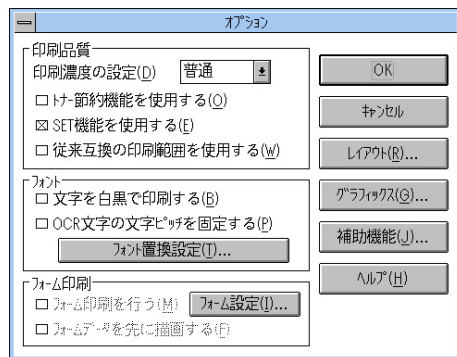 ｵﾌﾟｼｮﾝ
印刷品質
印刷濃度の設定(D) 普通
ﾄﾅｰ節約機能を使用する(O)
SET機能を使用する(E)
従来互換の印刷範囲を使用する(W)
ﾌｫﾝﾄ
文字を白黒で印刷する(B)
OCR文字の文字ﾋﾟｯﾁを固定する(P)
ﾌｫﾝﾄ置換設定(T)...
ﾌｫｰﾑ印刷
ﾌｫｰﾑ印刷を行う(M) ﾌｫｰﾑ設定(I)...
ﾌｫｰﾑﾃﾞｰﾀを先に描画する(F)
OK
ｷｬﾝｾﾙ
ﾚｲｱｳﾄ(R)...
ｸﾞﾗﾌｨｯｸｽ(G)...
補助機能(J)...
ﾍﾙﾌﾟ(H)